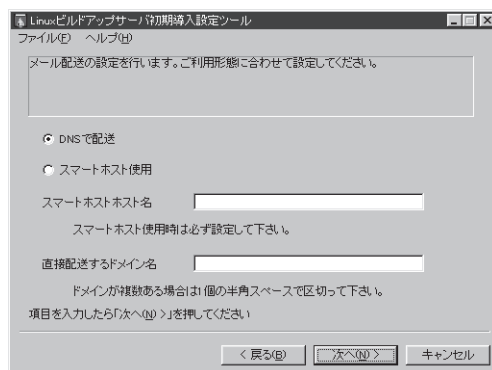 Linuxビルドアップサーバ初期導入設定ツール
ファイル(F) ヘルプ(H)
メール配送の設定を行います。ご利用形態に合わせて設定してください。
DNSで配送
スマートホスト使用
スマートホストホスト名
スマートホスト使用時は必ず設定して下さい。
直接配送するドメイン名
ドメインが複数ある場合は1個の半角スペースで区切って下さい。
項目を入力したら「次へ(N) >」を押してください
< 戻る(B) 次へ(N) > キャンセル